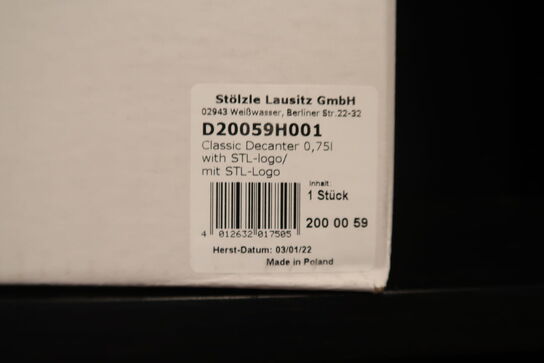 Stölzle Lausitz GmbH
02943 Weißwasser, Berliner Str.22-32
D20059H001
Classic Decanter 0,75l
with STL-logo/
mit STL-Logo
Inhalt:
1 Stück
200 00 59
4 012632 017505
Herst-Datum: 03/01/22
Made in Poland